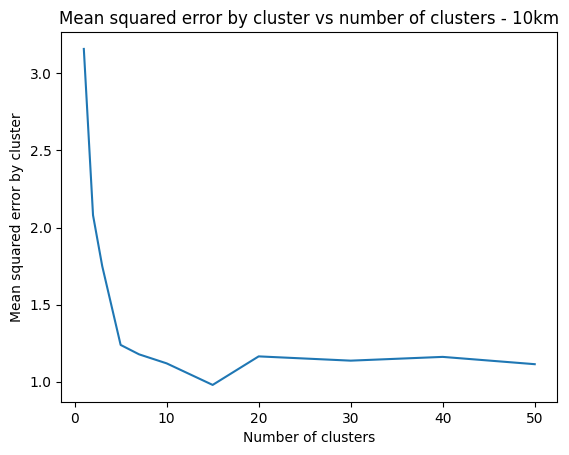 Mean squared error by cluster vs number of clusters - 10km
3.0
2.5
2.0
1.5
1.0
Mean squared error by cluster
0 10 20 30 40 50
Number of clusters